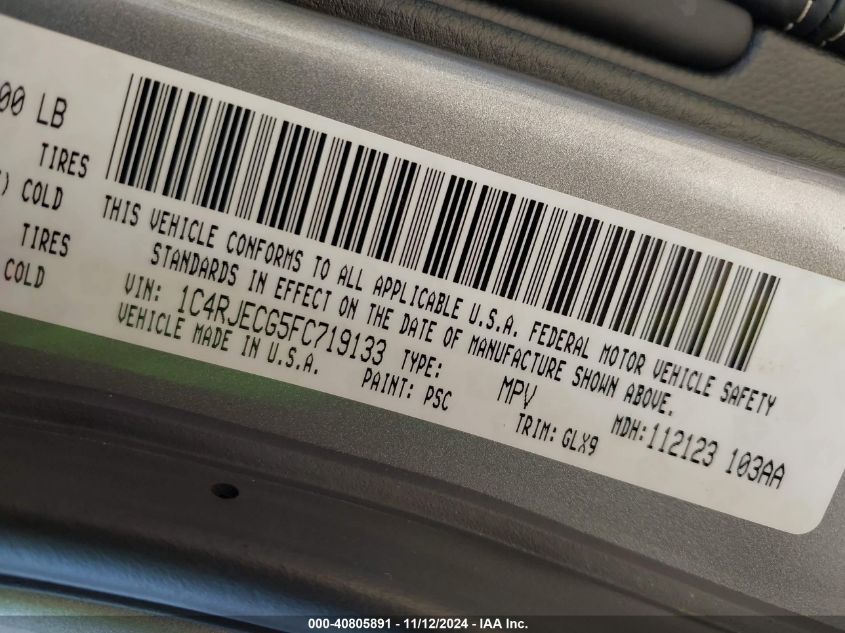 00 LB
TIRES
) COLD
TIRES
COLD
THIS VEHICLE CONFORMS TO ALL APPLICABLE U.S.A. FEDERAL MOTOR VEHICLE SAFETY
STANDARDS IN EFFECT ON THE DATE OF MANUFACTURE SHOWN ABOVE.
VIN: 1C4RJECG5FC719133 TYPE: MPV MDH:112123 103AA
VEHICLE MADE IN U.S.A. PAINT: PSC TRIM: GLX9
000-40805891 - 11/12/2024 - IAA Inc.